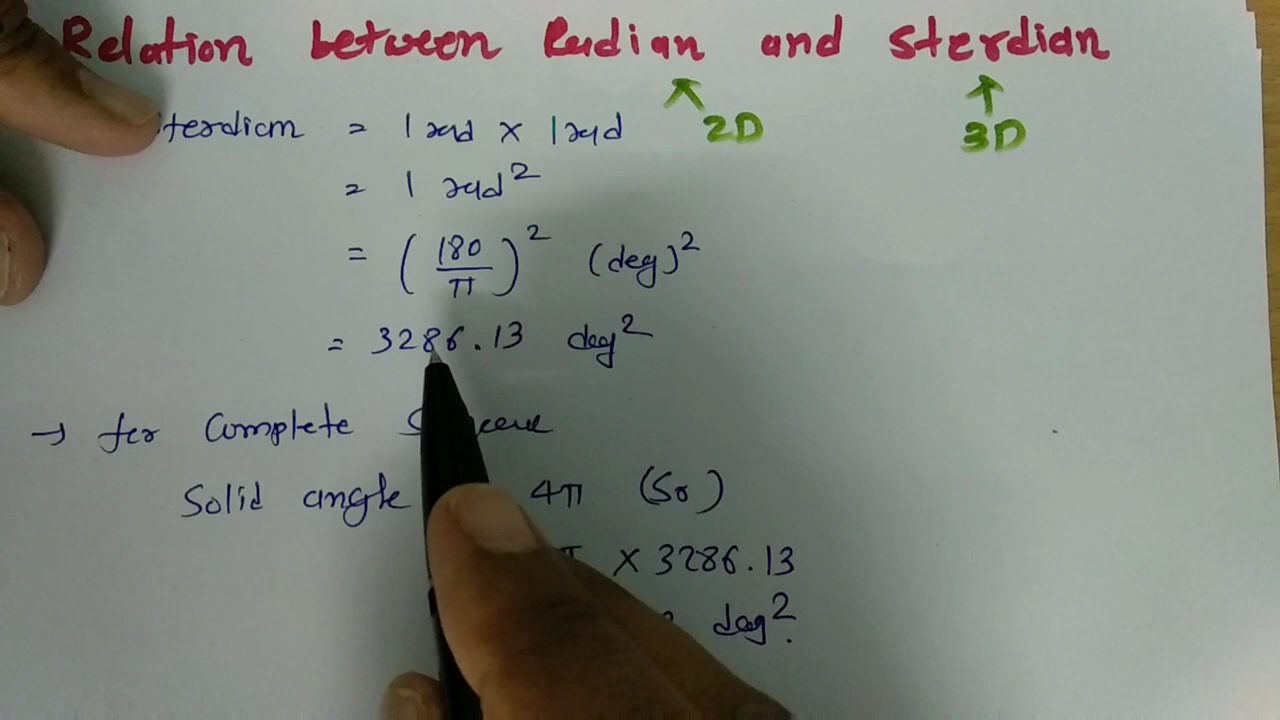 Relation between Radian and Sterdian
2D
3D
terdian = 1 rad x 1 rad
= 1 rad²
= (180/π)² (deg)²
= 3286.13 deg²
→ for Complete
Solid angle 4π (Sr)
π x 3286.13
deg².